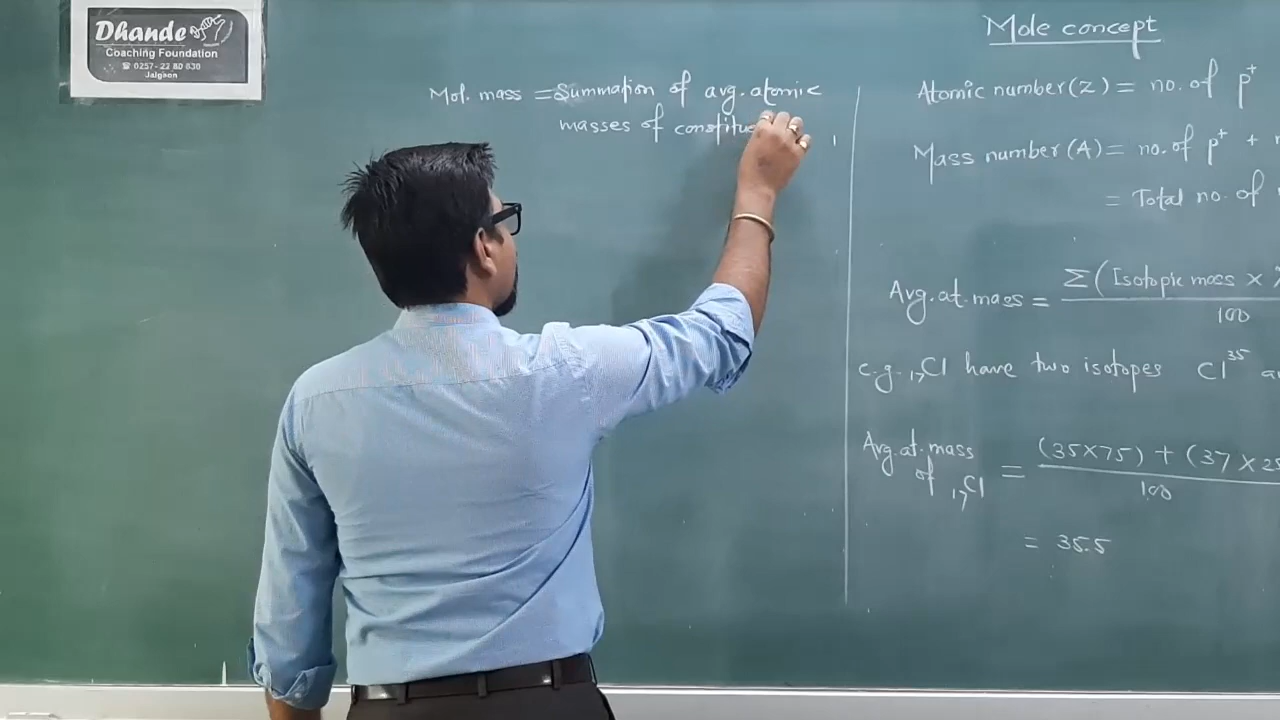 Dhande
Coaching Foundation
☎ 0257-22 80 830
Jalgaon
Mol. mass = Summation of avg. atomic
masses of constitue
Mole concept
Atomic number (Z) = no. of p⁺
Mass number (A) = no. of p⁺ +
= Total no. of
Avg. at. mass = Σ (Isotopic mass ×
100
e.g. ₁₇Cl have two isotopes Cl³⁵
Avg. at. mass
of ₁₇Cl = (35×75) + (37×25
100
= 35.5